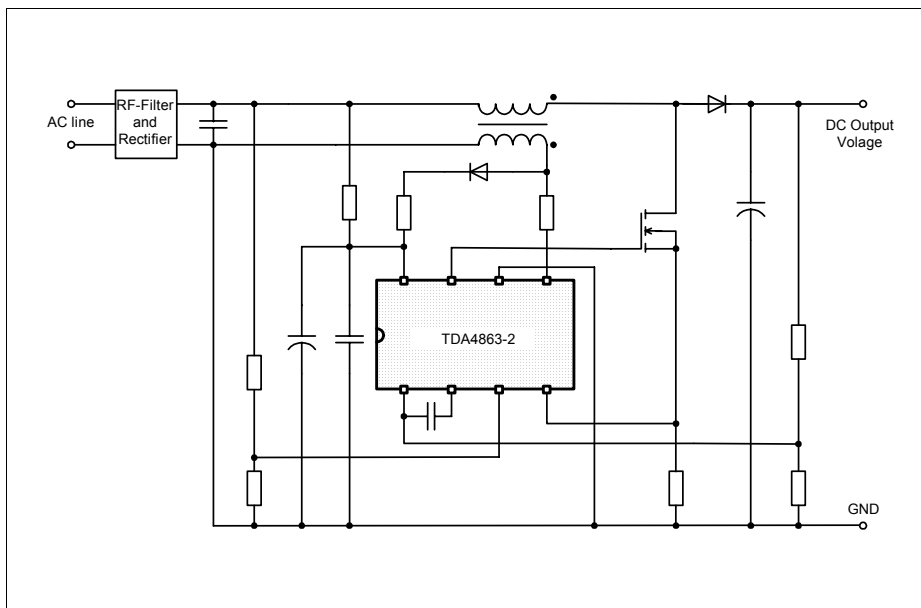 RF-Filter
and
Rectifier
AC line
DC Output
Volage
TDA4863-2
GND